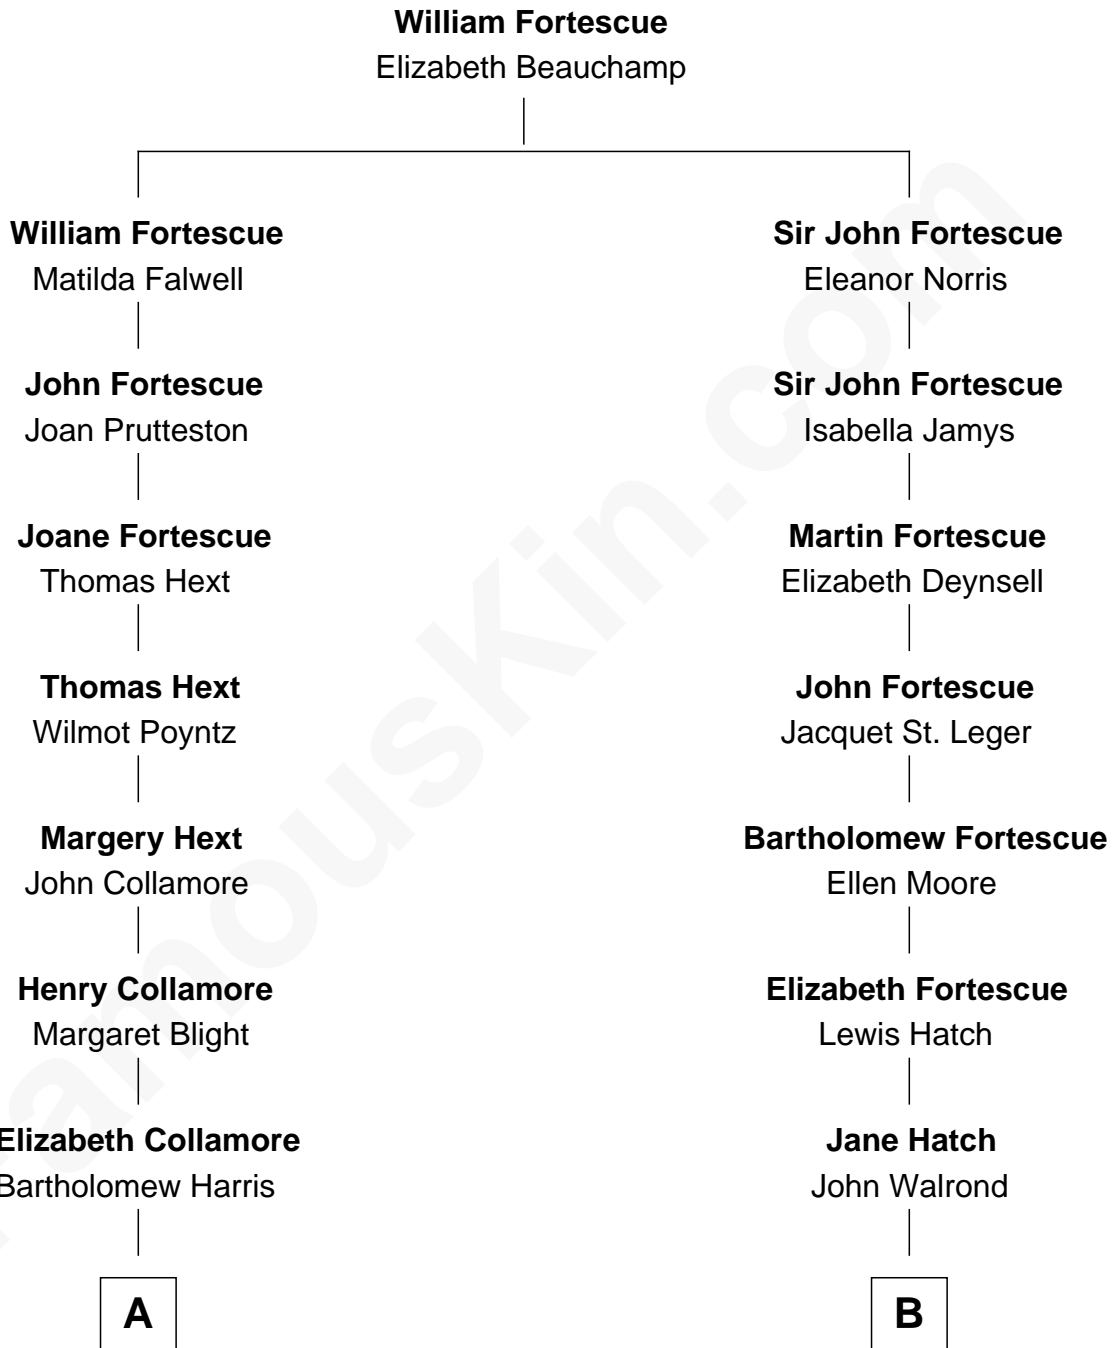 William Fortescue
Elizabeth Beauchamp
William Fortescue
Matilda Falwell
Sir John Fortescue
Eleanor Norris
John Fortescue
Joan Prutteston
Sir John Fortescue
Isabella Jamys
Joane Fortescue
Thomas Hext
Martin Fortescue
Elizabeth Deynsell
Thomas Hext
Wilmot Poyntz
John Fortescue
Jacquet St. Leger
Margery Hext
John Collamore
Bartholomew Fortescue
Ellen Moore
Henry Collamore
Margaret Blight
Elizabeth Fortescue
Lewis Hatch
Elizabeth Collamore
Bartholomew Harris
Jane Hatch
John Walrond
A
B
FamousKin.com